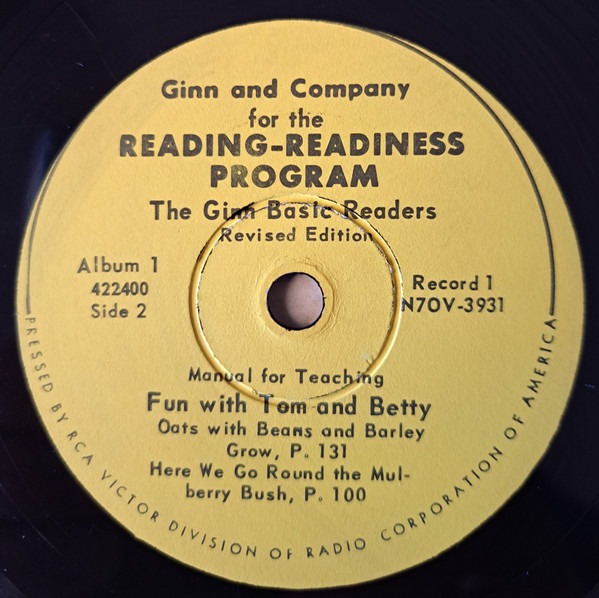 Ginn and Company
for the
READING-READINESS
PROGRAM
The Ginn Basic Readers
Revised Edition
Album 1
422400
Side 2
Record 1
N7OV-3931
Manual for Teaching
Fun with Tom and Betty
Oats with Beans and Barley
Grow, P. 131
Here We Go Round the Mul-
berry Bush, P. 100
PRESSED BY RCA VICTOR DIVISION OF RADIO CORPORATION OF AMERICA